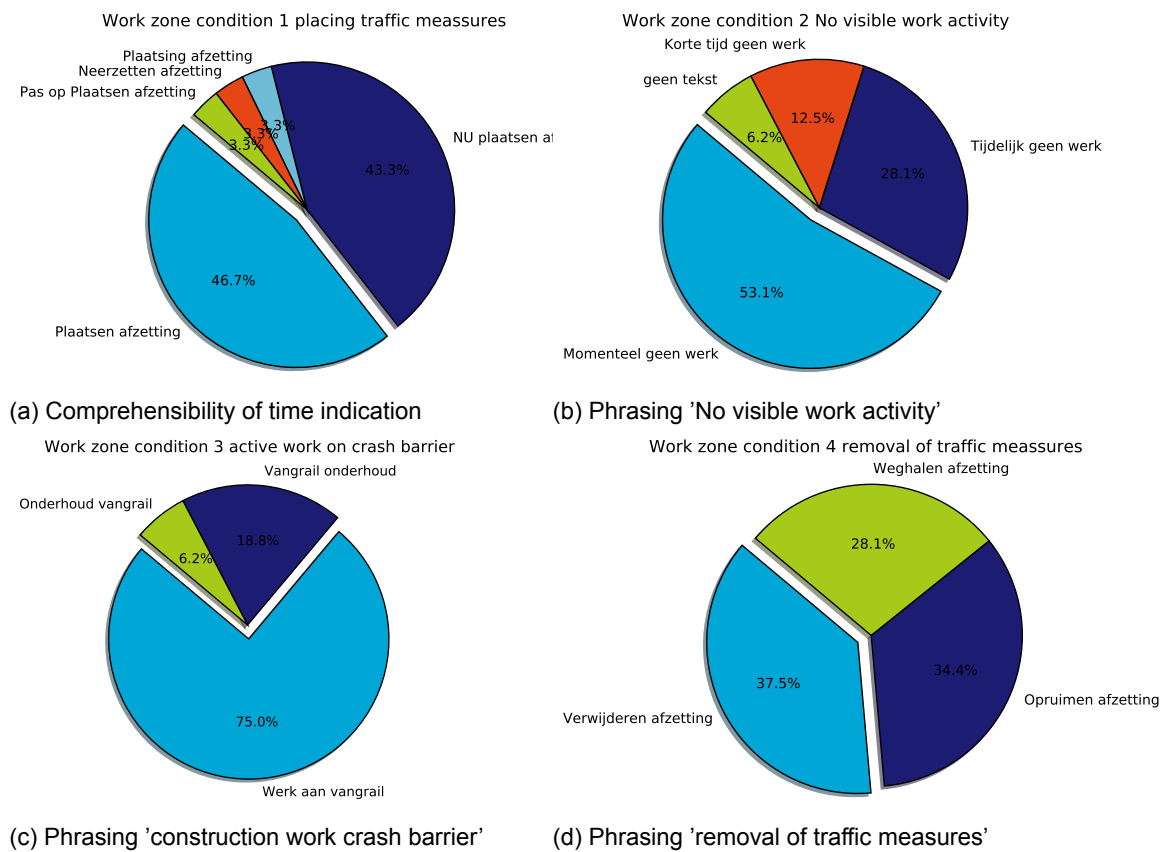 Work zone condition 1 placing traffic meassures
Plaatsing afzetting
Neerzetten afzetting
Pas op Plaatsen afzetting
3.3%
3.3%
3.3%
NU plaatsen
43.3%
46.7%
Plaatsen afzetting
(a) Comprehensibility of time indication
Work zone condition 2 No visible work activity
Korte tijd geen werk
geen tekst
12.5%
6.2%
Tijdelijk geen werk
28.1%
53.1%
Momenteel geen werk
(b) Phrasing ’No visible work activity’
Work zone condition 3 active work on crash barrier
Vangrail onderhoud
Onderhoud vangrail
18.8%
6.2%
75.0%
Werk aan vangrail
(c) Phrasing ’construction work crash barrier’
Work zone condition 4 removal of traffic meassures
Weghalen afzetting
28.1%
34.4%
37.5%
Opruimen afzetting
Verwijderen afzetting
(d) Phrasing ’removal of traffic measures’